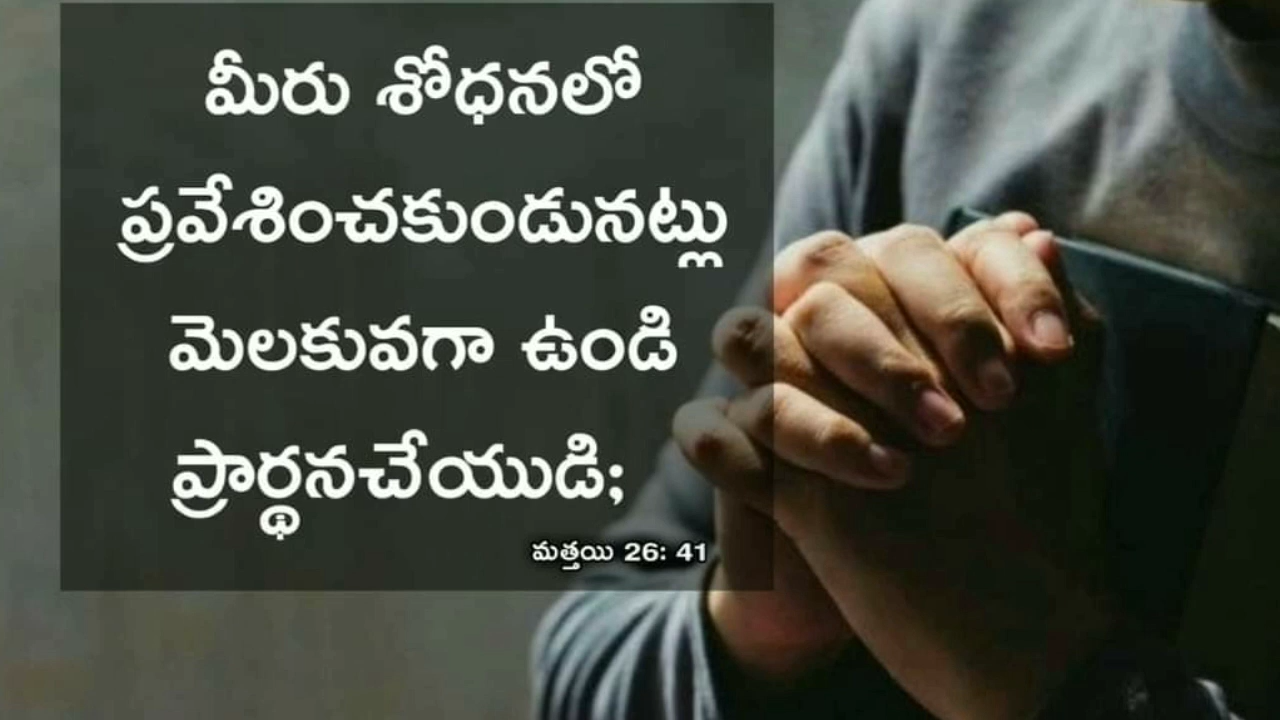 మీరు శోధనలో
ప్రవేశించకుండునట్లు
మెలకువగా ఉండి
ప్రార్థనచేయుడి;
మత్తయి 26: 41